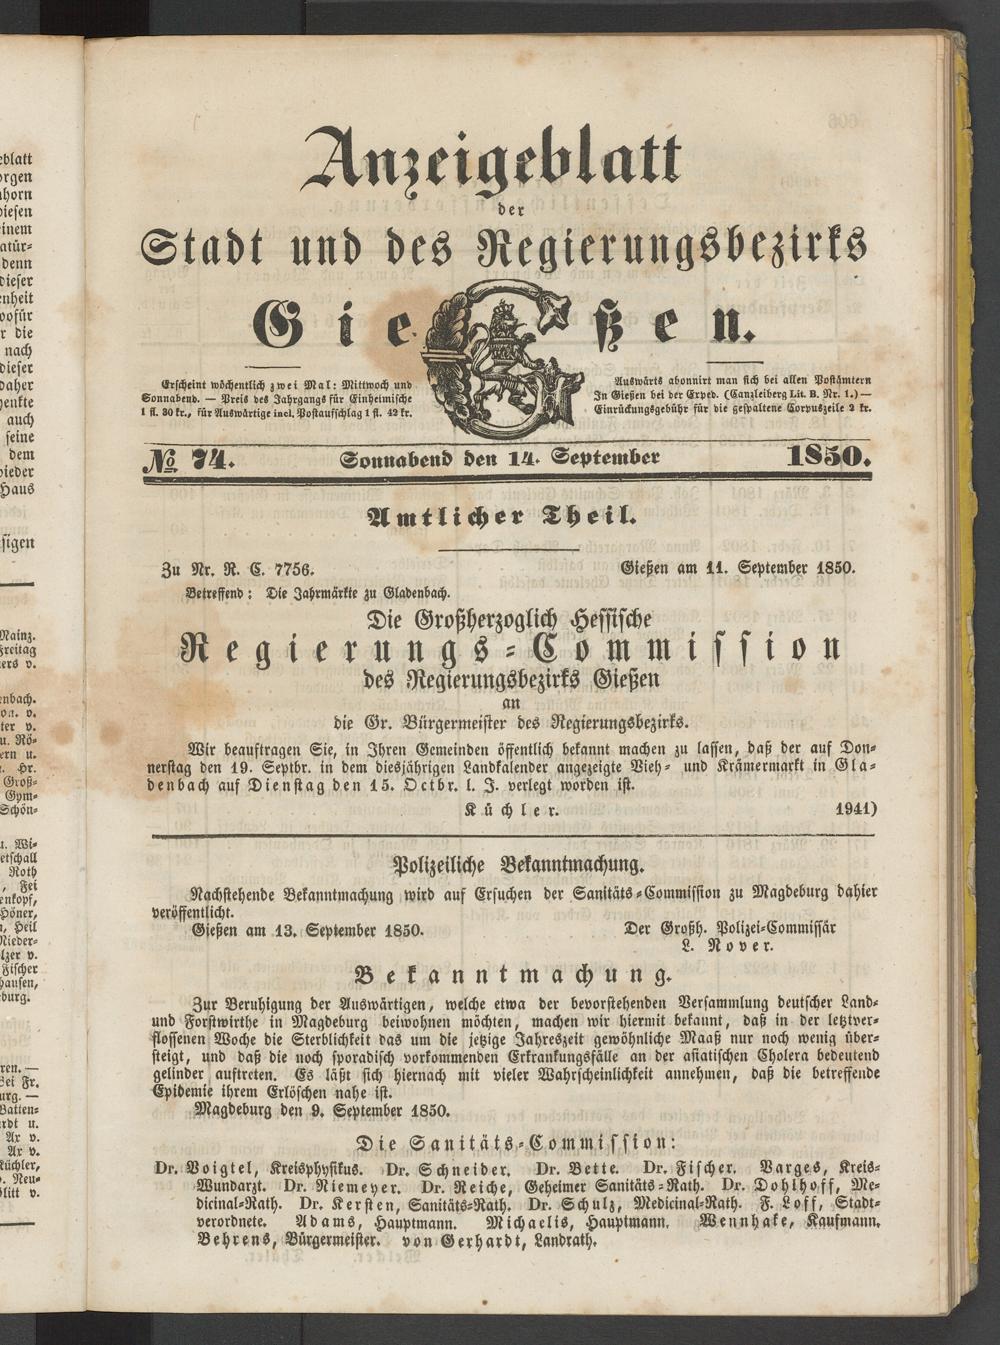 Anzeigeblatt
der
Stadt und des Regierungsbezirks
Gießen.
Erscheint wöchentlich zwei Mal: Mittwoch und
Sonnabend. — Preis des Jahrgangs für Einheimische
1 fl. 30 kr., für Auswärtige incl. Postaufschlag 1 fl. 42 kr.
Auswärts abonnirt man sich bei allen Postämtern
In Gießen bei der Exped. (Canzleiberg Lit. B. Nr. 1.) —
Einrückungsgebühr für die gespaltene Corpuszeile 2 kr.
No 74. Sonnabend den 14. September 1850.
Amtlicher Theil.
Zu Nr. R. C. 7756. Gießen am 11. September 1850.
Betreffend: Die Jahrmärkte zu Gladenbach.
Die Großherzoglich Hessische
Regierungs-Commission
des Regierungsbezirks Gießen
an
die Gr. Bürgermeister des Regierungsbezirks.
Wir beauftragen Sie, in Ihren Gemeinden öffentlich bekannt machen zu lassen, daß der auf Don-
nerstag den 19. Septbr. in dem diesjährigen Landkalender angezeigte Vieh- und Krämermarkt in Gla-
denbach auf Dienstag den 15. Octbr. l. J. verlegt worden ist.
Küchler. 1941)
Polizeiliche Bekanntmachung.
Nachstehende Bekanntmachung wird auf Ersuchen der Sanitäts-Commission zu Magdeburg dahier
veröffentlicht.
Gießen am 13. September 1850. Der Großh. Polizei-Commissär
L. Nover.
Bekanntmachung.
Zur Beruhigung der Auswärtigen, welche etwa der bevorstehenden Versammlung deutscher Land-
und Forstwirthe in Magdeburg beiwohnen möchten, machen wir hiermit bekannt, daß in der letztver-
flossenen Woche die Sterblichkeit das um die jetzige Jahreszeit gewöhnliche Maaß nur noch wenig über-
steigt, und daß die noch sporadisch vorkommenden Erkrankungsfälle an der asiatischen Cholera bedeutend
gelinder auftreten. Es läßt sich hiernach mit vieler Wahrscheinlichkeit annehmen, daß die betreffende
Epidemie ihrem Erlöschen nahe ist.
Magdeburg den 9. September 1850.
Die Sanitäts-Commission:
Dr. Voigtel, Kreisphysikus. Dr. Schneider. Dr. Bette. Dr. Fischer. Varges, Kreis-
Wundarzt. Dr. Niemeyer. Dr. Reiche, Geheimer Sanitäts-Rath. Dr. Dohlhoff, Me-
dicinal-Rath. Dr. Kersten, Sanitäts-Rath. Dr. Schulz, Medicinal-Rath. F. Loff, Stadt-
verordnete. Adams, Hauptmann. Michaelis, Hauptmann. Wennhake, Kaufmann.
Behrens, Bürgermeister. von Gerhardt, Landrath.